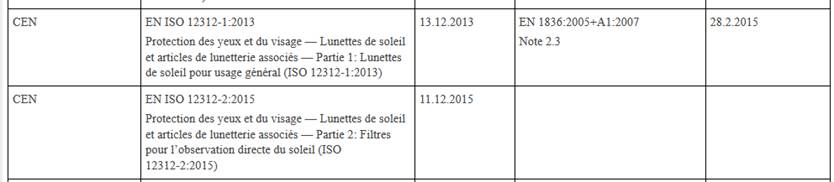 CEN
EN ISO 12312-1:2013
13.12.2013
EN 1836:2005+A1:2007
28.2.2015
Protection des yeux et du visage — Lunettes de soleil
et articles de lunetterie associés — Partie 1: Lunettes
de soleil pour usage général (ISO 12312-1:2013)
Note 2.3
CEN
EN ISO 12312-2:2015
11.12.2015
Protection des yeux et du visage — Lunettes de soleil
et articles de lunetterie associés — Partie 2: Filtres
pour l’observation directe du soleil (ISO
12312-2:2015)